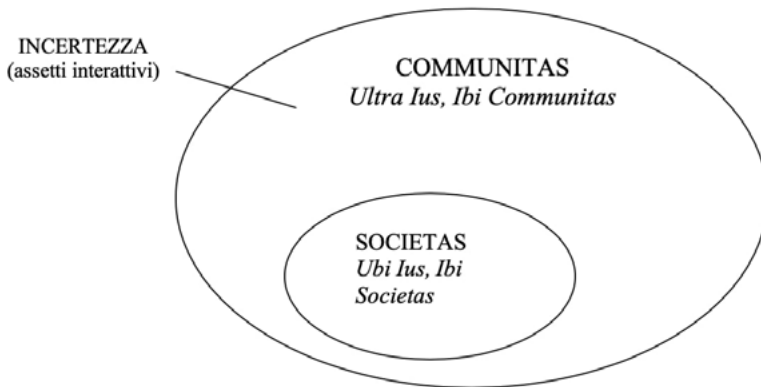 INCERTEZZA
(assetti interattivi)
COMMUNITAS
Ultra Ius, Ibi Communitas
SOCIETAS
Ubi Ius, Ibi
Societas